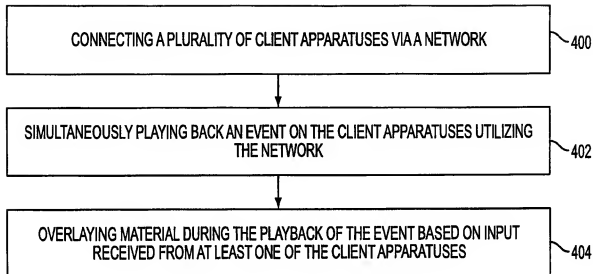 CONNECTING A PLURALITY OF CLIENT APPARATUSES VIA A NETWORK
400
SIMULTANEOUSLY PLAYING BACK AN EVENT ON THE CLIENT APPARATUSES UTILIZING
THE NETWORK
402
OVERLAYING MATERIAL DURING THE PLAYBACK OF THE EVENT BASED ON INPUT
RECEIVED FROM AT LEAST ONE OF THE CLIENT APPARATUSES
404